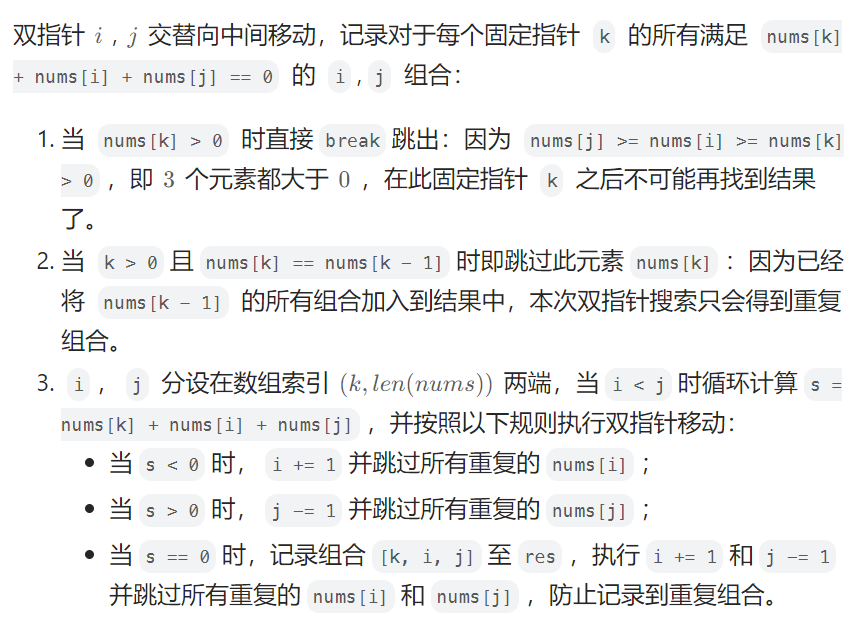 双指针 i , j 交替向中间移动，记录对于每个固定指针 k 的所有满足 nums[k]
+ nums[i] + nums[j] == 0 的 i , j 组合：
1. 当 nums[k] > 0 时直接 break 跳出：因为 nums[j] >= nums[i] >= nums[k]
> 0 ，即 3 个元素都大于 0 ，在此固定指针 k 之后不可能再找到结果
了。
2. 当 k > 0 且 nums[k] == nums[k - 1] 时即跳过此元素 nums[k] ：因为已经
将 nums[k - 1] 的所有组合加入到结果中，本次双指针搜索只会得到重复
组合。
3. i ， j 分设在数组索引 (k, len(nums)) 两端，当 i < j 时循环计算 s =
nums[k] + nums[i] + nums[j] ，并按照以下规则执行双指针移动：
• 当 s < 0 时， i += 1 并跳过所有重复的 nums[i] ；
• 当 s > 0 时， j -= 1 并跳过所有重复的 nums[j] ；
• 当 s == 0 时，记录组合 [k, i, j] 至 res ，执行 i += 1 和 j -= 1
并跳过所有重复的 nums[i] 和 nums[j] ，防止记录到重复组合。